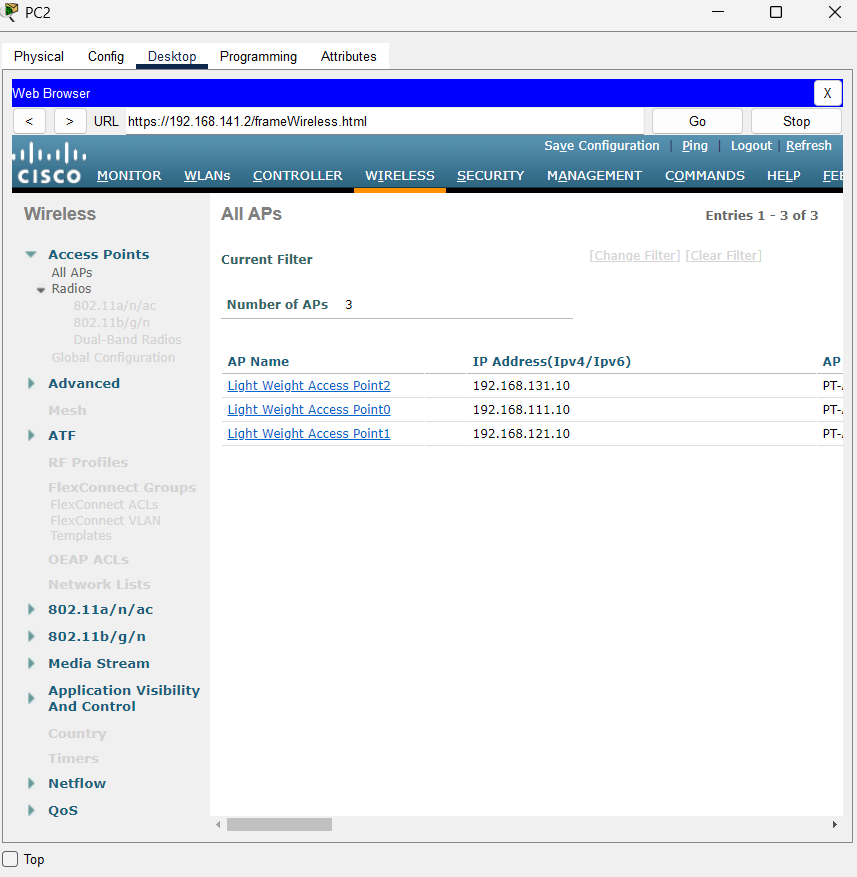 PC2
Physical Config Desktop Programming Attributes
Web Browser X
< > URL https://192.168.141.2/frameWireless.html Go Stop
Save Configuration | Ping | Logout | Refresh
CISCO MONITOR WLANs CONTROLLER WIRELESS SECURITY MANAGEMENT COMMANDS HELP FEE
Wireless
Access Points
All APs
Radios
802.11a/n/ac
802.11b/g/n
Dual-Band Radios
Global Configuration
Advanced
Mesh
ATF
RF Profiles
FlexConnect Groups
FlexConnect ACLs
FlexConnect VLAN
Templates
OEAP ACLs
Network Lists
802.11a/n/ac
802.11b/g/n
Media Stream
Application Visibility
And Control
Country
Timers
Netflow
QoS
All APs Entries 1 - 3 of 3
Current Filter [Change Filter] [Clear Filter]
Number of APs 3
AP Name IP Address(Ipv4/Ipv6) AP
Light Weight Access Point2 192.168.131.10 PT-
Light Weight Access Point0 192.168.111.10 PT-
Light Weight Access Point1 192.168.121.10 PT-
Top